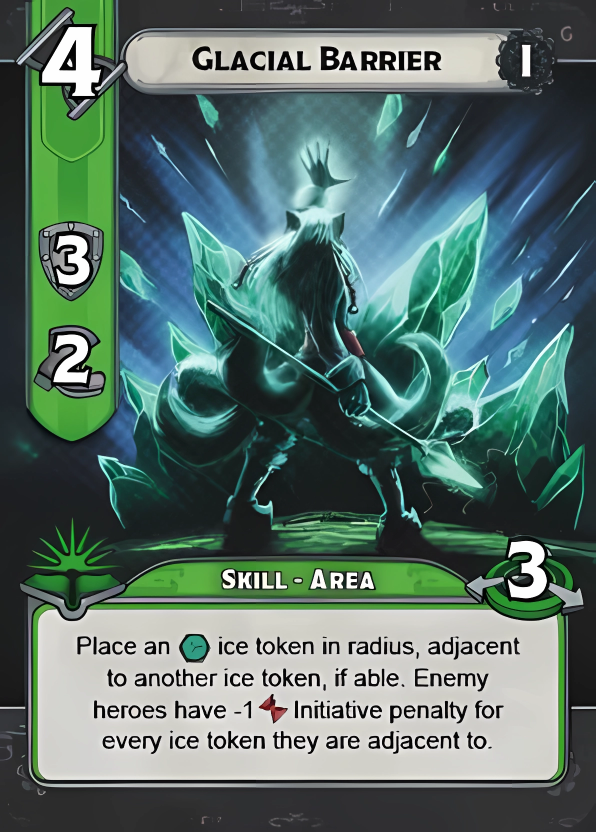 4
GLACIAL BARRIER
I
3
2
SKILL - AREA
3
Place an ice token in radius, adjacent
to another ice token, if able. Enemy
heroes have -1 Initiative penalty for
every ice token they are adjacent to.